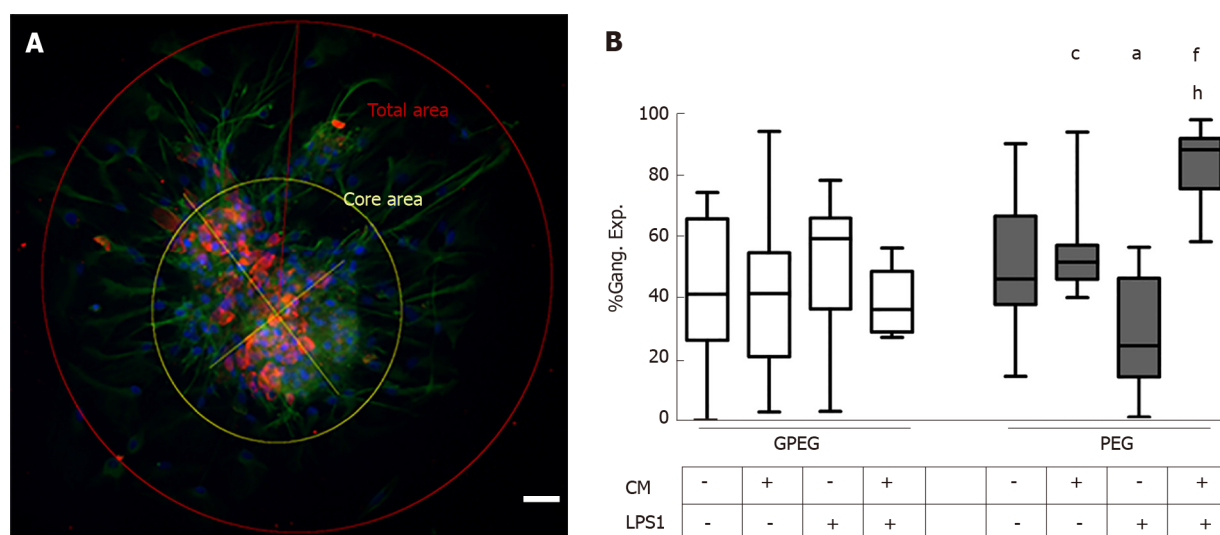 A
Total area
Core area
B
c a f
h
%Gang. Exp.
100
80
60
40
20
0
GPEG PEG
CM - + - + - + - +
LPS1 - - + + - - + +